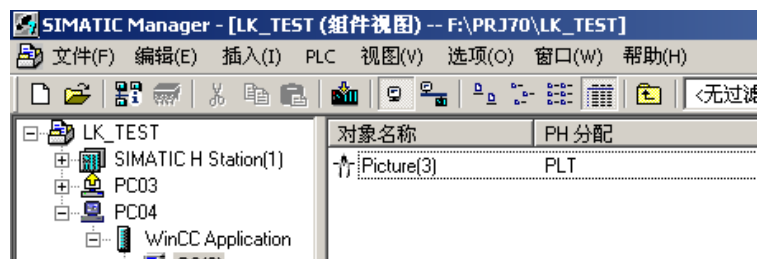 SIMATIC Manager - [LK_TEST (组件视图) -- F:\PRJ70\LK_TEST]
文件(F) 编辑(E) 插入(I) PLC 视图(V) 选项(O) 窗口(W) 帮助(H)
<无过滤
LK_TEST
对象名称 PH 分配
SIMATIC H Station(1)
Picture(3) PLT
PC03
PC04
WinCC Application